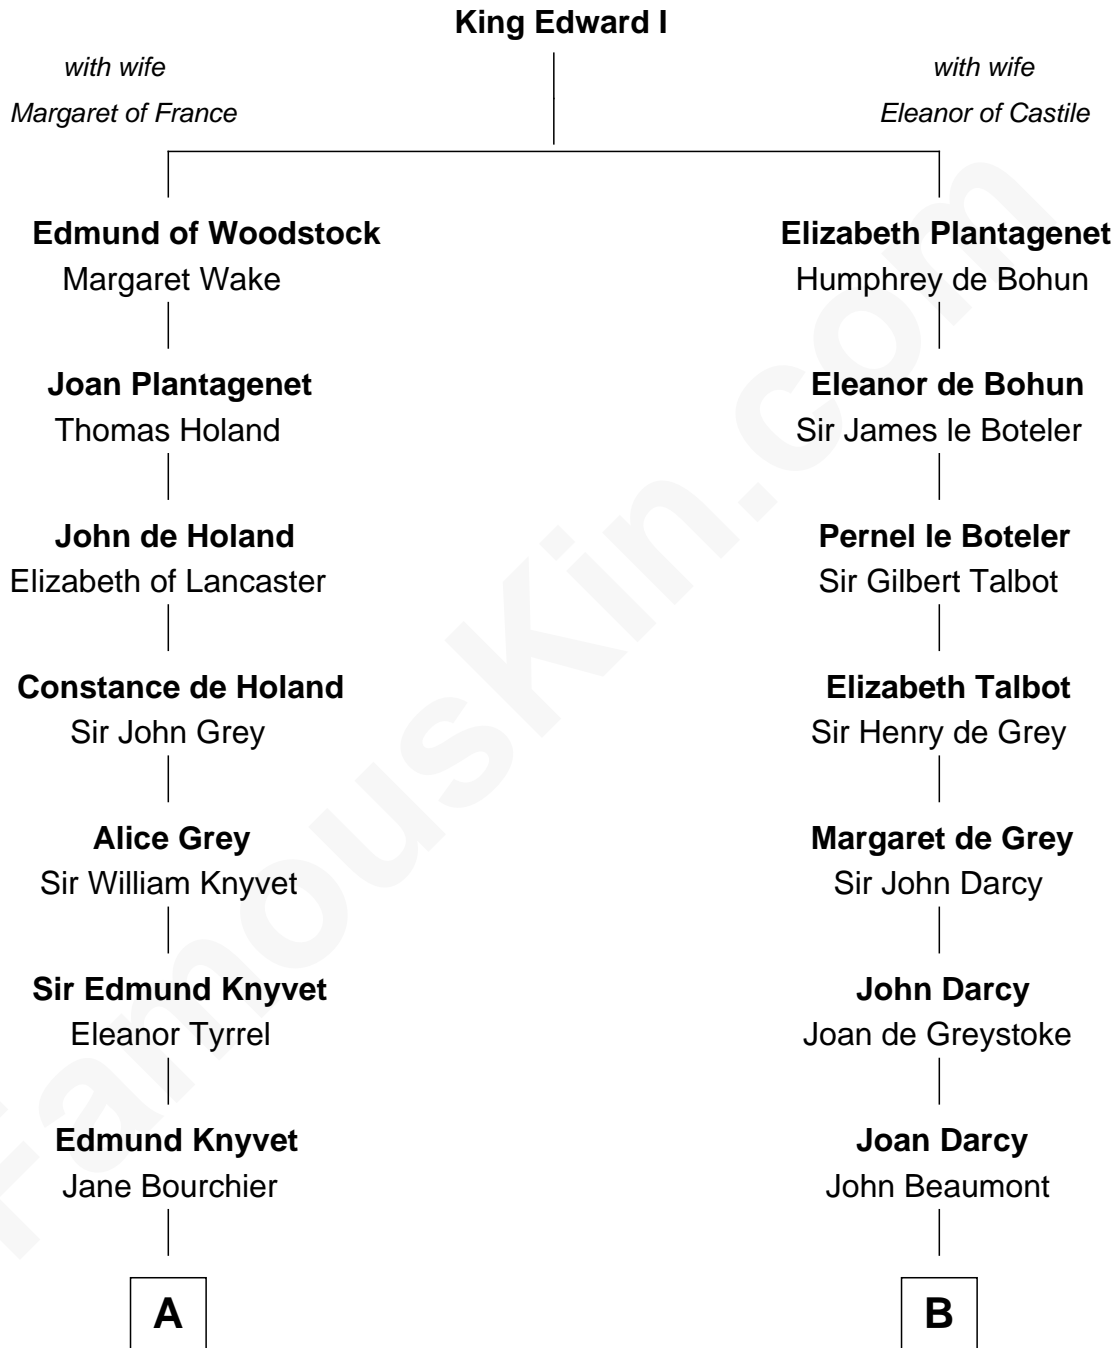 King Edward I
with wife
Margaret of France
with wife
Eleanor of Castile
Edmund of Woodstock
Margaret Wake
Elizabeth Plantagenet
Humphrey de Bohun
Joan Plantagenet
Thomas Holand
Eleanor de Bohun
Sir James le Boteler
John de Holand
Elizabeth of Lancaster
Pernel le Boteler
Sir Gilbert Talbot
Constance de Holand
Sir John Grey
Elizabeth Talbot
Sir Henry de Grey
Alice Grey
Sir William Knyvet
Margaret de Grey
Sir John Darcy
Sir Edmund Knyvet
Eleanor Tyrrel
John Darcy
Joan de Greystoke
Edmund Knyvet
Jane Bourchier
Joan Darcy
John Beaumont
A
B
FamousKin.com